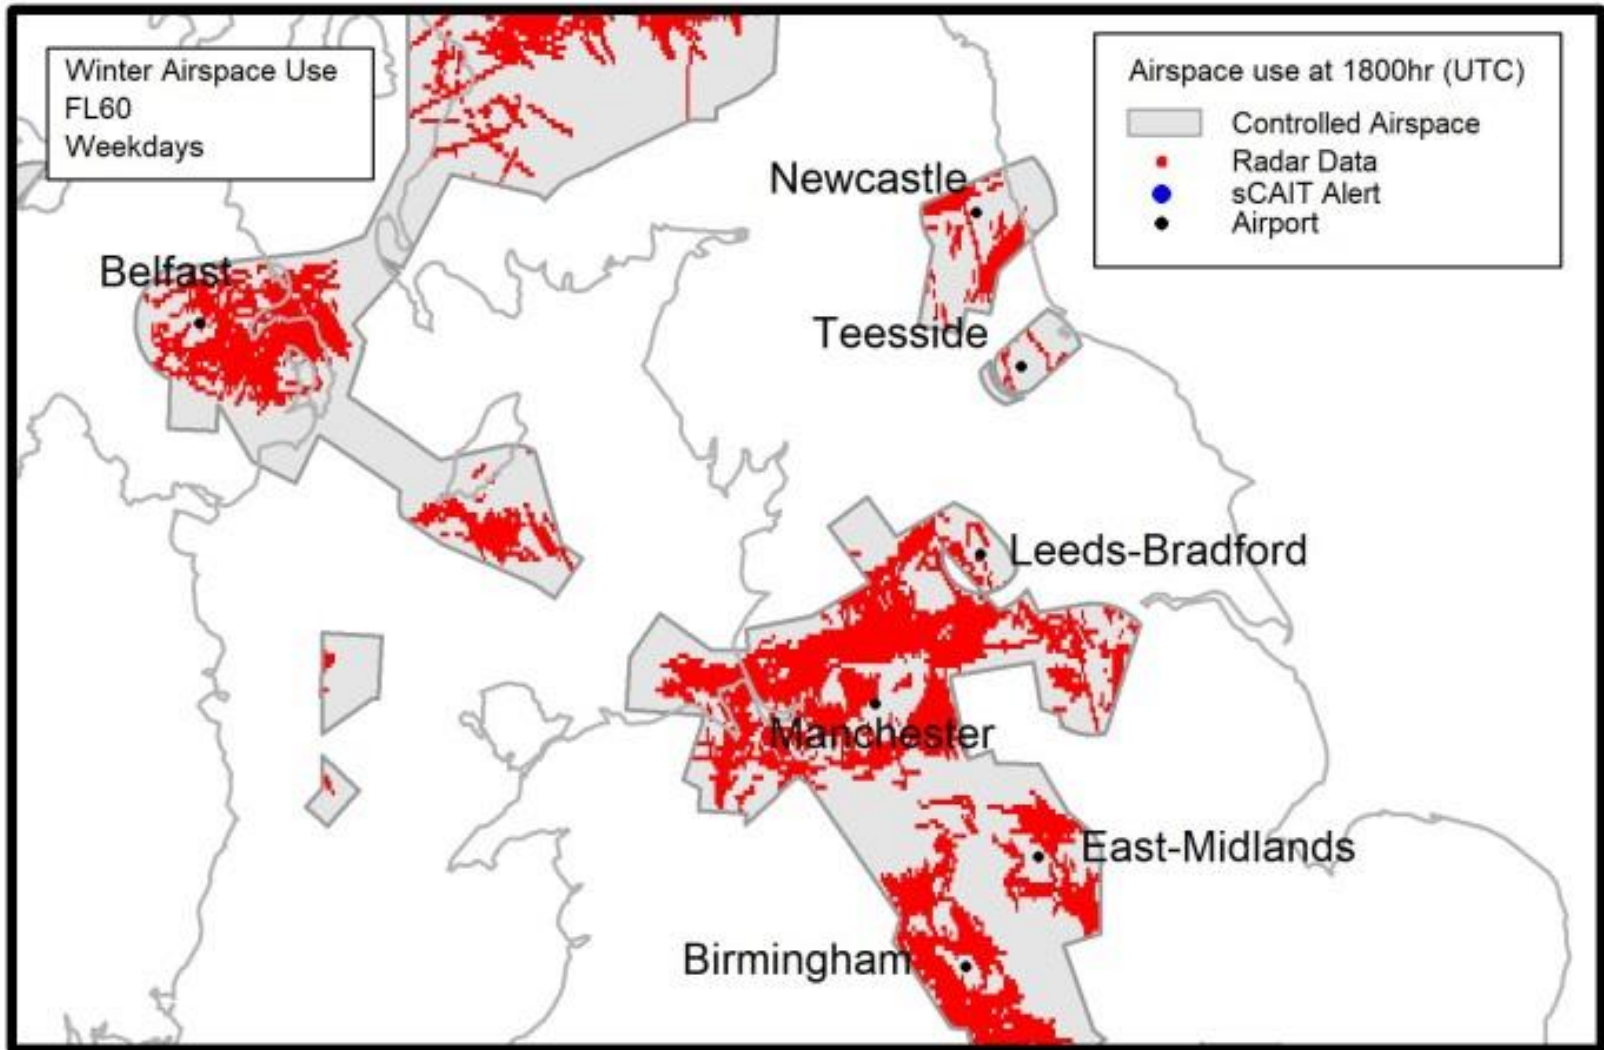 Winter Airspace Use
FL60
Weekdays
Airspace use at 1800hr (UTC)
Controlled Airspace
Radar Data
sCAIT Alert
Airport
Newcastle
Belfast
Teesside
Leeds-Bradford
Manchester
East-Midlands
Birmingham